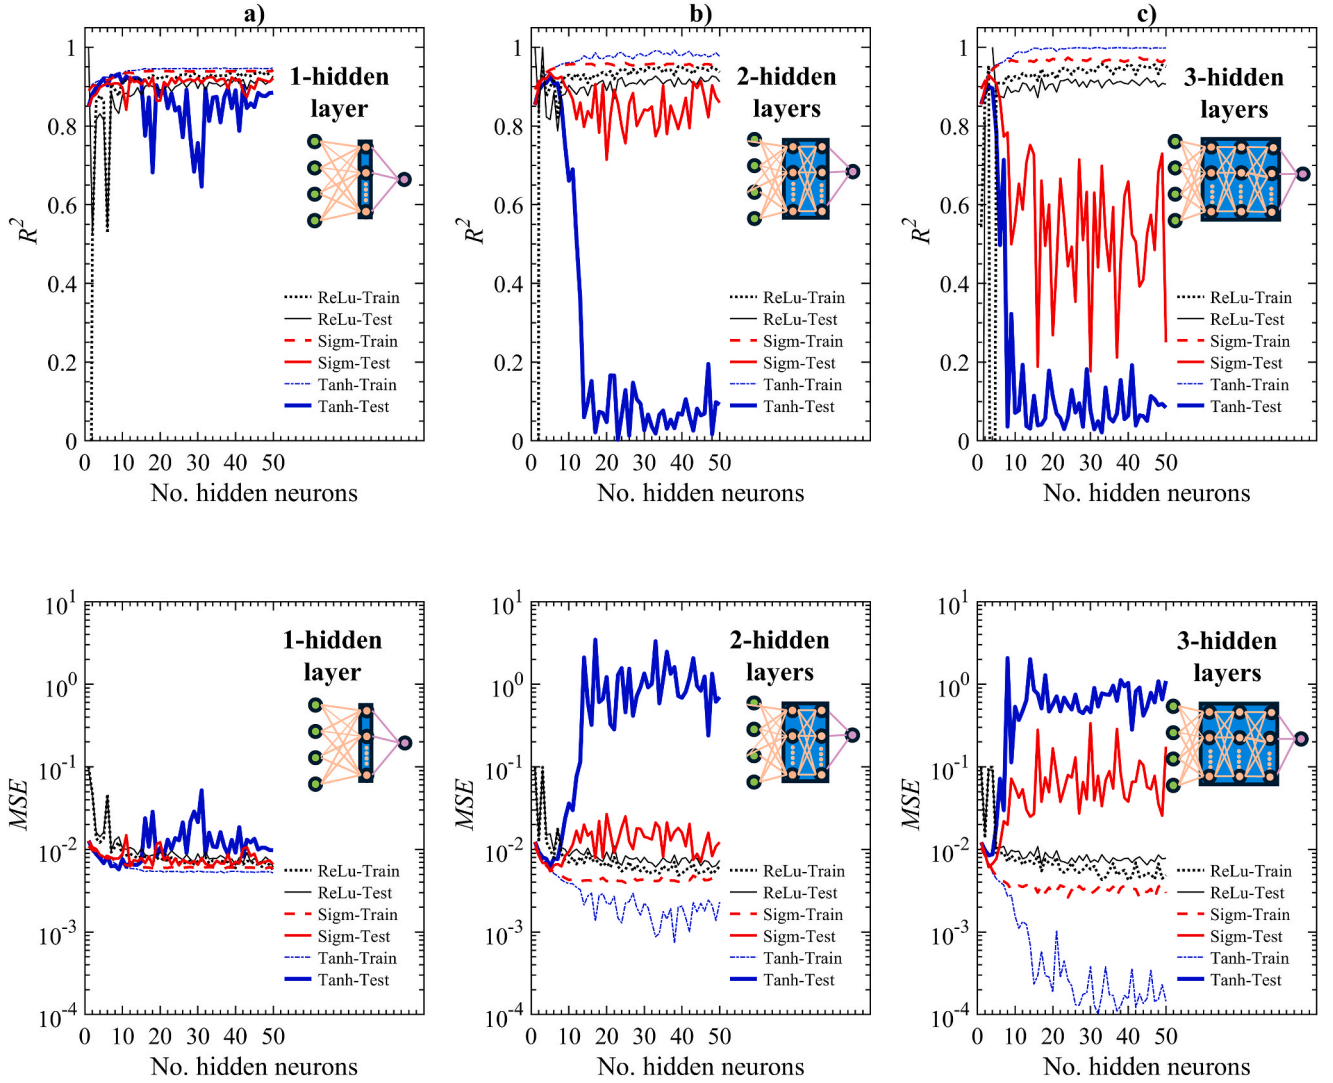 a)
b)
c)
1
0.8
0.6
0.4
0.2
0
R²
0 10 20 30 40 50
No. hidden neurons
1-hidden
layer
ReLu-Train
ReLu-Test
Sigm-Train
Sigm-Test
Tanh-Train
Tanh-Test
1
0.8
0.6
0.4
0.2
0
R²
0 10 20 30 40 50
No. hidden neurons
2-hidden
layers
ReLu-Train
ReLu-Test
Sigm-Train
Sigm-Test
Tanh-Train
Tanh-Test
1
0.8
0.6
0.4
0.2
0
R²
0 10 20 30 40 50
No. hidden neurons
3-hidden
layers
ReLu-Train
ReLu-Test
Sigm-Train
Sigm-Test
Tanh-Train
Tanh-Test
10¹
10⁰
10⁻¹
10⁻²
10⁻³
10⁻⁴
MSE
0 10 20 30 40 50
No. hidden neurons
1-hidden
layer
ReLu-Train
ReLu-Test
Sigm-Train
Sigm-Test
Tanh-Train
Tanh-Test
10¹
10⁰
10⁻¹
10⁻²
10⁻³
10⁻⁴
MSE
0 10 20 30 40 50
No. hidden neurons
2-hidden
layers
ReLu-Train
ReLu-Test
Sigm-Train
Sigm-Test
Tanh-Train
Tanh-Test
10¹
10⁰
10⁻¹
10⁻²
10⁻³
10⁻⁴
MSE
0 10 20 30 40 50
No. hidden neurons
3-hidden
layers
ReLu-Train
ReLu-Test
Sigm-Train
Sigm-Test
Tanh-Train
Tanh-Test